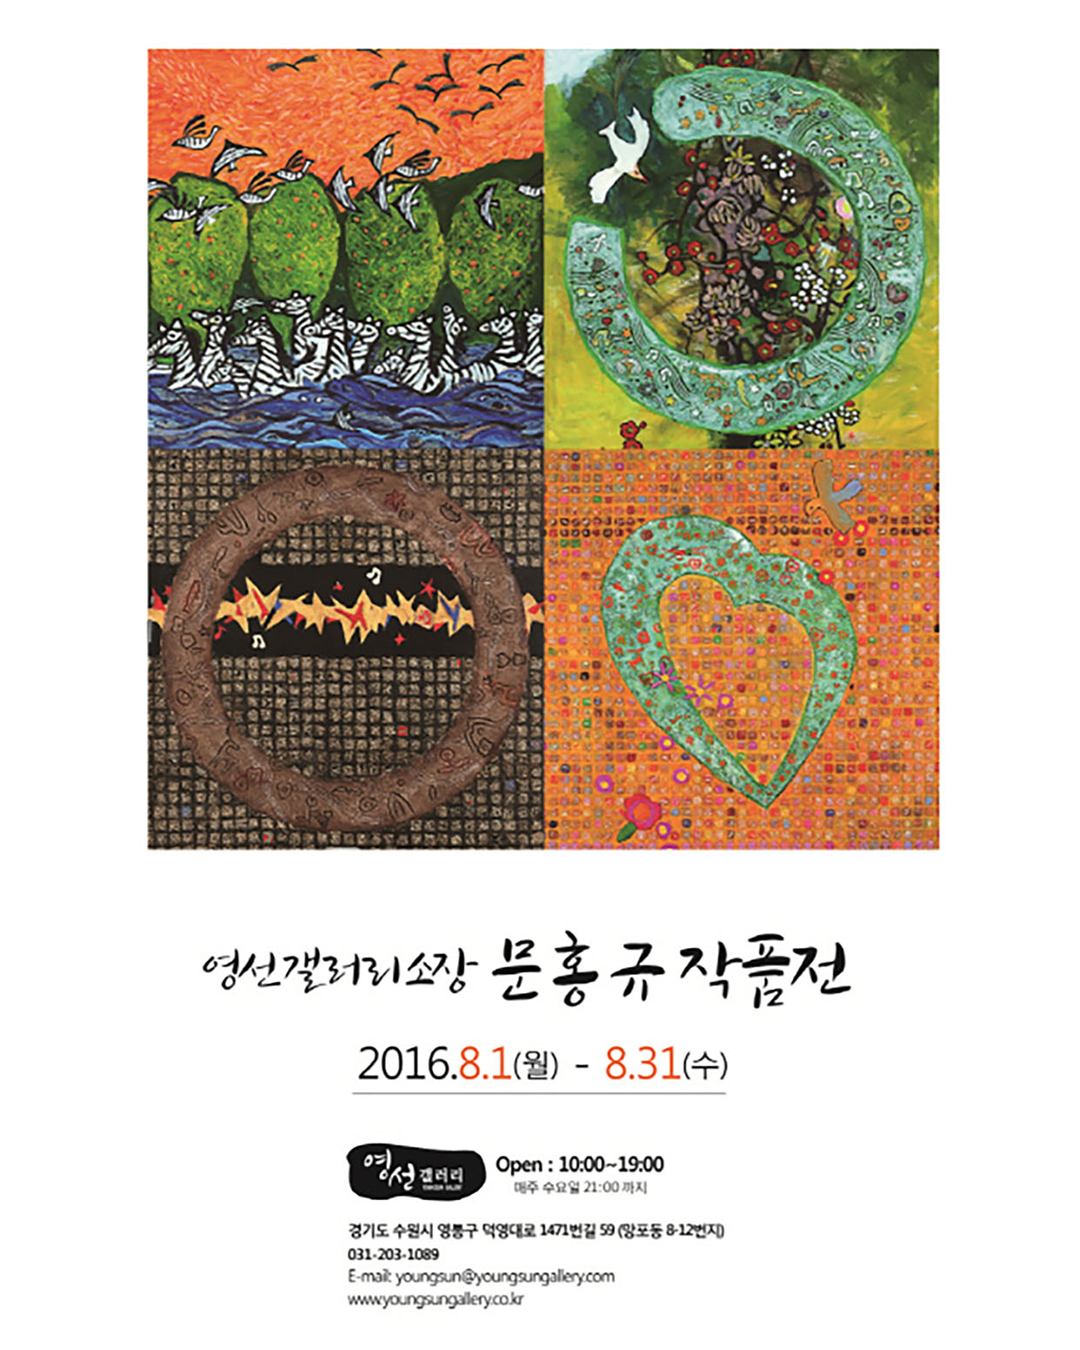 영선갤러리소장 문홍규작품전
2016.8.1(월) - 8.31(수)
영선갤러리
Open : 10:00~19:00
매주 수요일 21:00 까지
경기도 수원시 영통구 덕영대로 1471번길 59 (망포동 8-12번지)
031-203-1089
E-mail: youngsun@youngsungallery.com
www.youngsungallery.co.kr